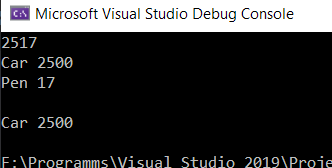 Microsoft Visual Studio Debug Console
2517
Car 2500
Pen 17
Car 2500
F:\Programms\Visual Studio 2019\Proje